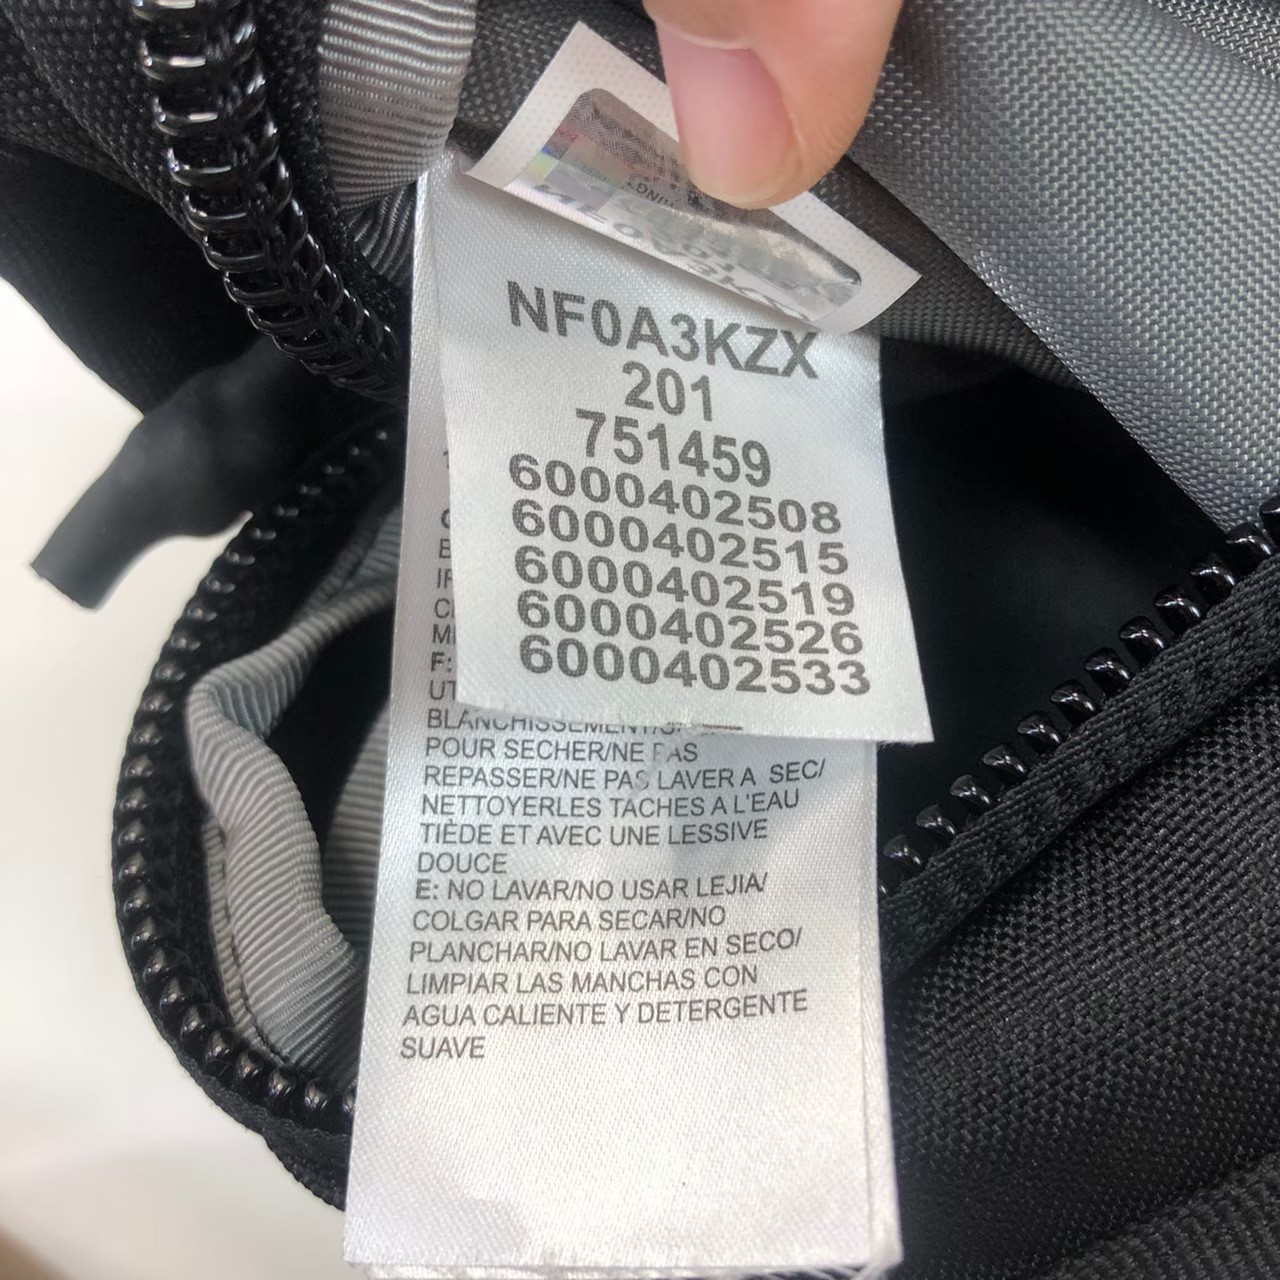 NF0A3KZX
201
751459
6000402508
6000402515
6000402519
6000402526
6000402533
F:
BLANCHISSEMENT/
POUR SECHER/NE PAS
REPASSER/NE PAS LAVER A SEC/
NETTOYERLES TACHES A L'EAU
TIÈDE ET AVEC UNE LESSIVE
DOUCE
E: NO LAVAR/NO USAR LEJIA/
COLGAR PARA SECAR/NO
PLANCHAR/NO LAVAR EN SECO/
LIMPIAR LAS MANCHAS CON
AGUA CALIENTE Y DETERGENTE
SUAVE